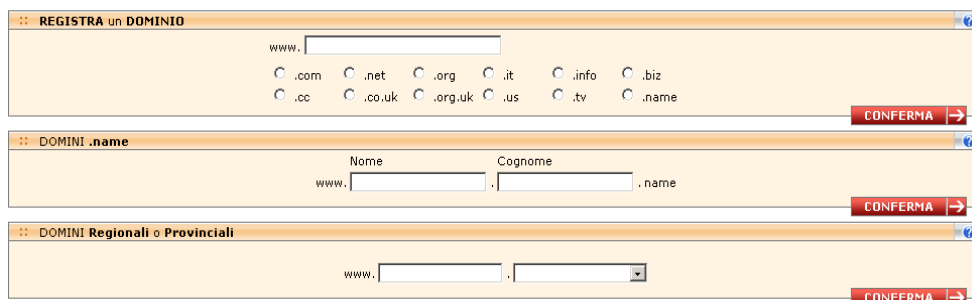 REGISTRA un DOMINIO
www.
.com .net .org .it .info .biz
.cc .co.uk .org.uk .us .tv .name
CONFERMA
DOMINI .name
Nome Cognome
www. . .name
CONFERMA
DOMINI Regionali o Provinciali
www. .
CONFERMA